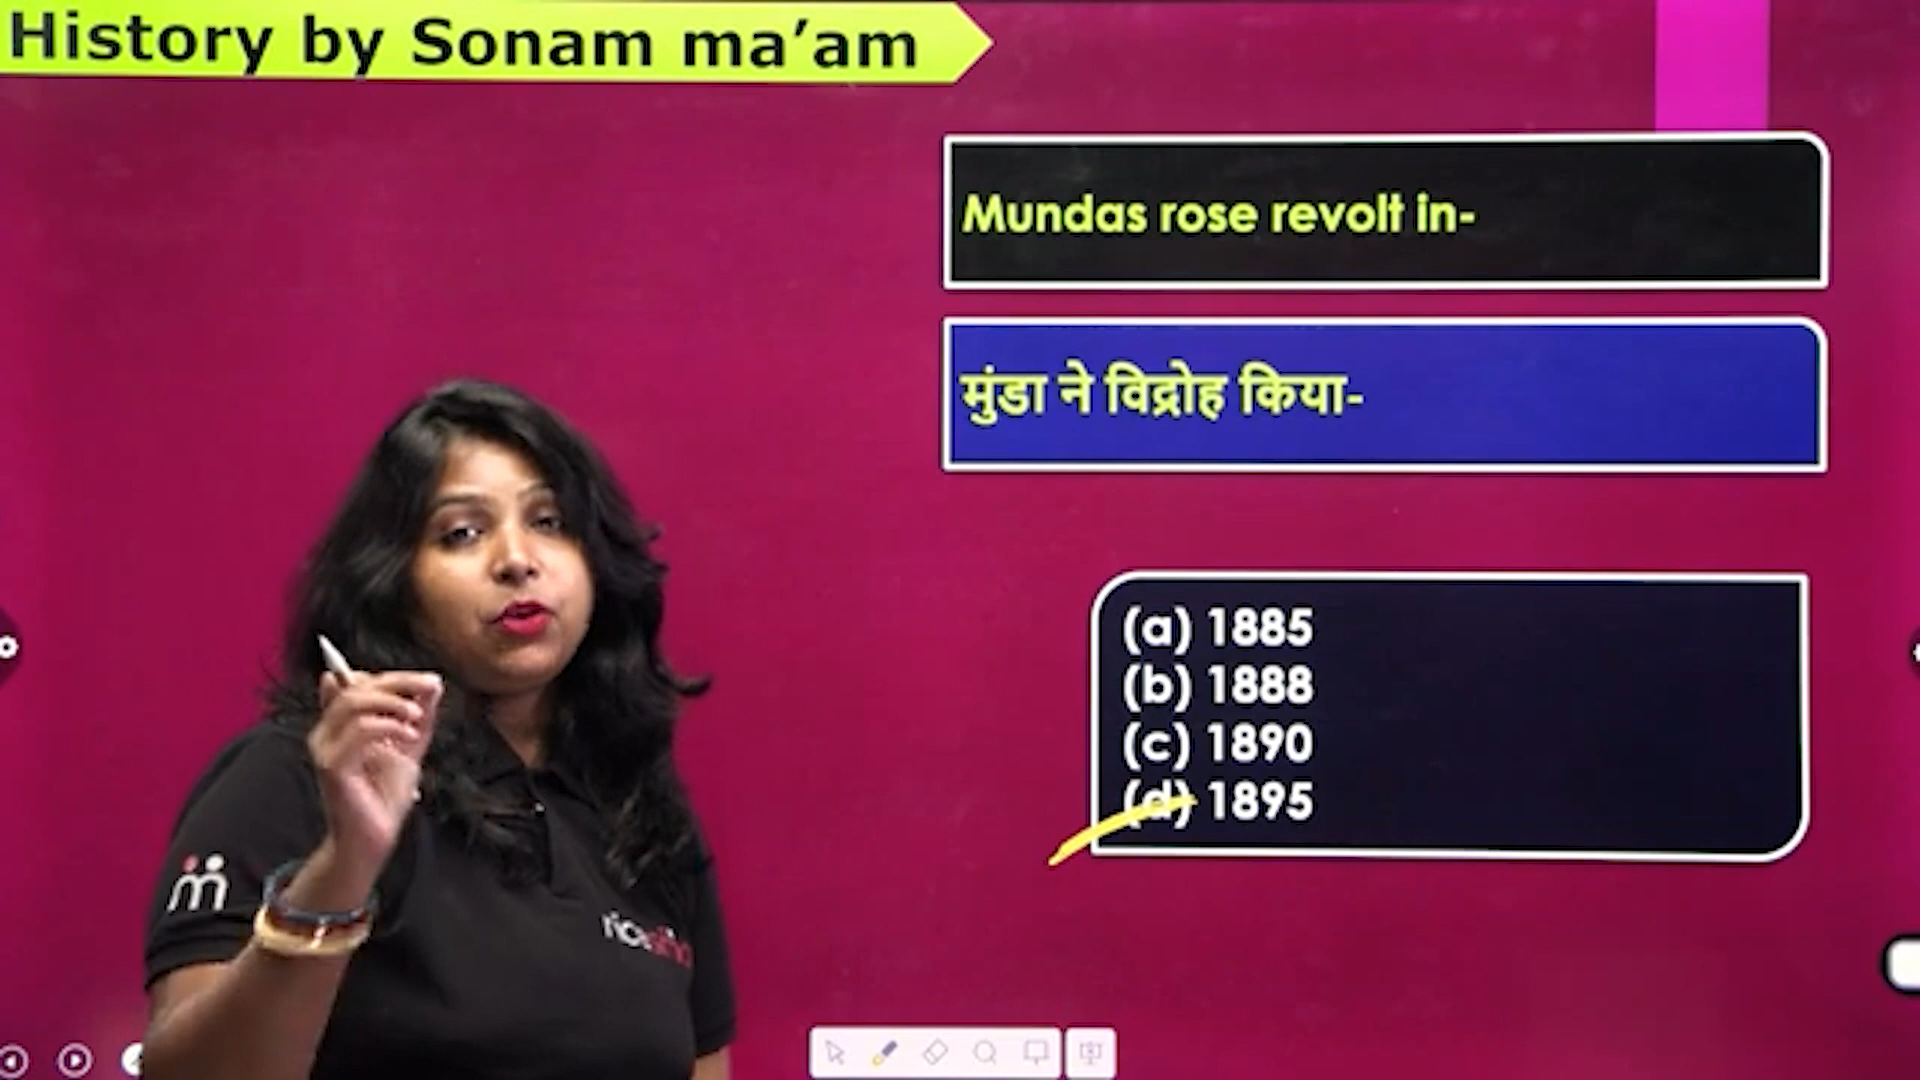 History by Sonam ma’am
Mundas rose revolt in-
मुंडा ने विद्रोह किया-
(a) 1885
(b) 1888
(c) 1890
(d) 1895